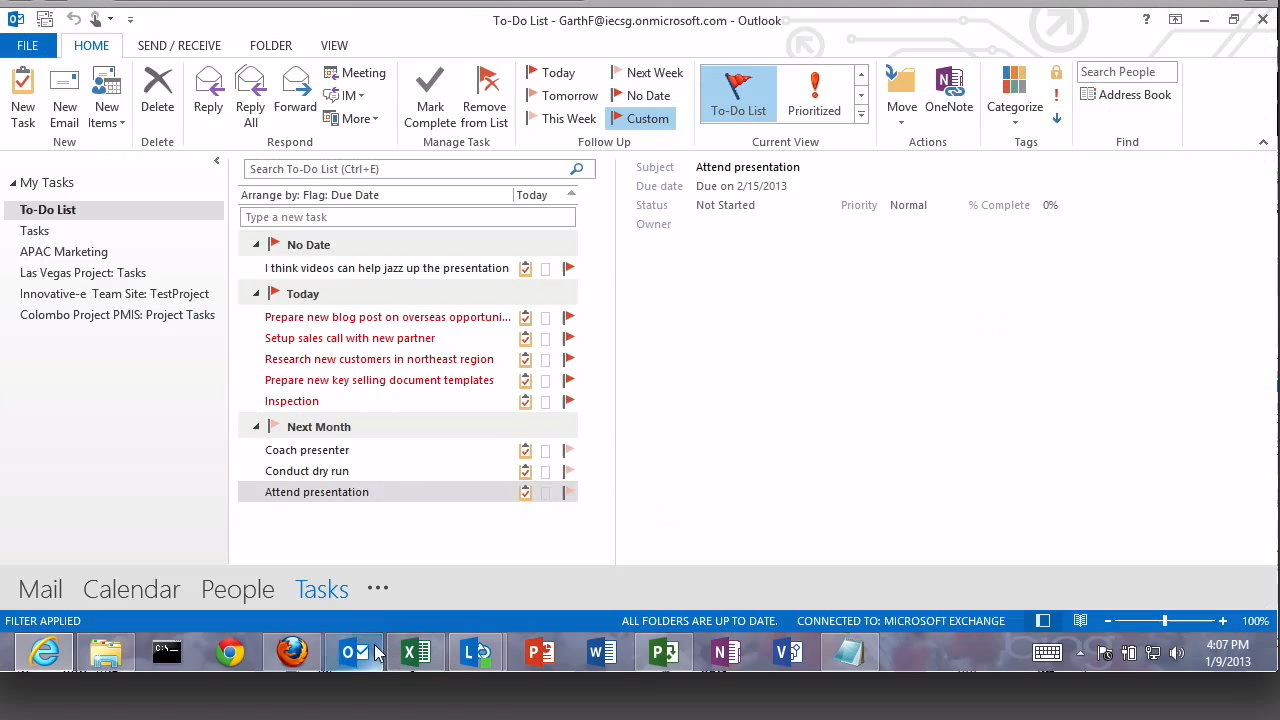 To-Do List - GarthF@iecsg.onmicrosoft.com - Outlook
FILE HOME SEND / RECEIVE FOLDER VIEW
New Task
New Email
New Items
New
Delete
Delete
Reply
Reply All
Forward
Meeting
IM
More
Respond
Mark Complete
Remove from List
Manage Task
Today
Tomorrow
This Week
Next Week
No Date
Custom
Follow Up
To-Do List
Prioritized
Current View
Move
OneNote
Actions
Categorize
Tags
Search People
Address Book
Find
My Tasks
To-Do List
Tasks
APAC Marketing
Las Vegas Project: Tasks
Innovative-e Team Site: TestProject
Colombo Project PMIS: Project Tasks
Search To-Do List (Ctrl+E)
Arrange by: Flag: Due Date Today
Type a new task
No Date
I think videos can help jazz up the presentation
Today
Prepare new blog post on overseas opportuni...
Setup sales call with new partner
Research new customers in northeast region
Prepare new key selling document templates
Inspection
Next Month
Coach presenter
Conduct dry run
Attend presentation
Subject Attend presentation
Due date Due on 2/15/2013
Status Not Started Priority Normal % Complete 0%
Owner
Mail Calendar People Tasks
FILTER APPLIED ALL FOLDERS ARE UP TO DATE. CONNECTED TO: MICROSOFT EXCHANGE 100%
4:07 PM
1/9/2013